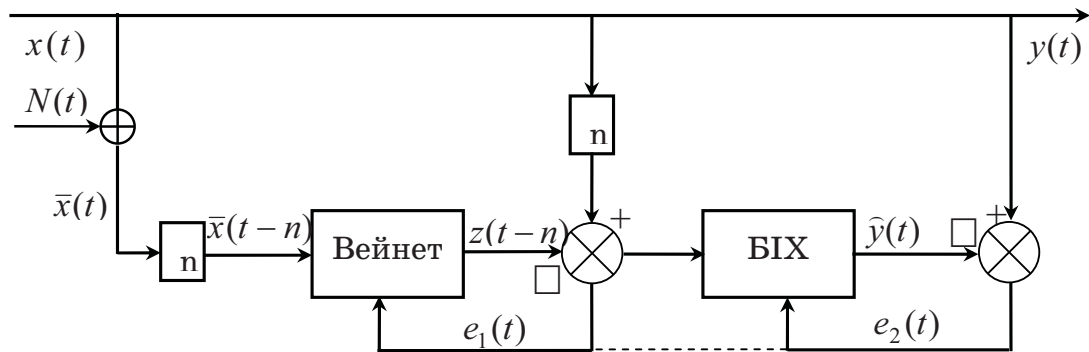 x(t)
y(t)
N(t)
n
x̅(t)
x̅(t − n)
n
Вейнет
z(t − n)
+
□
БІХ
ŷ(t)
□
+
e₁(t)
e₂(t)